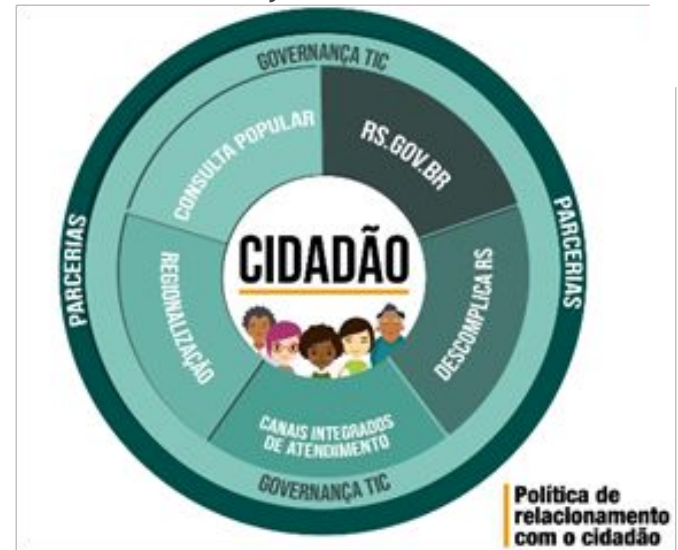 GOVERNANÇA TIC
CONSULTA POPULAR
RS.GOV.BR
PARCERIAS
CIDADÃO
PARCERIAS
REGIONALIZAÇÃO
DESCOMPLICA RS
CANAIS INTEGRADOS
DE ATENDIMENTO
GOVERNANÇA TIC
Política de
relacionamento
com o cidadão